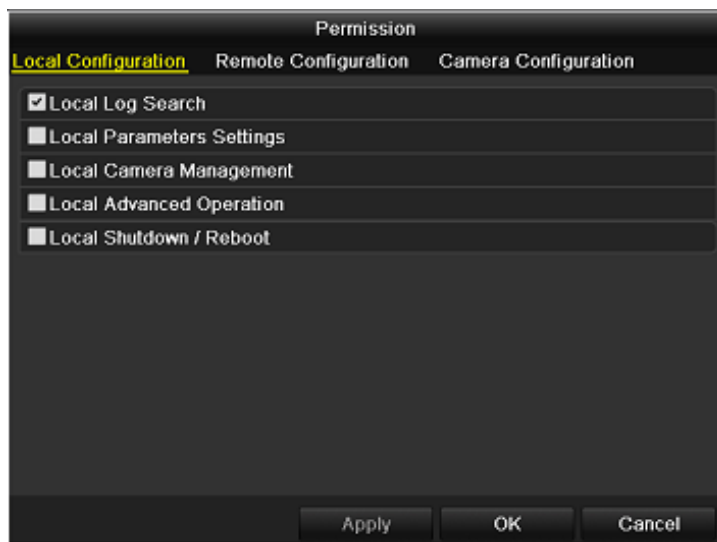 Permission
Local Configuration Remote Configuration Camera Configuration
Local Log Search
Local Parameters Settings
Local Camera Management
Local Advanced Operation
Local Shutdown / Reboot
Apply OK Cancel